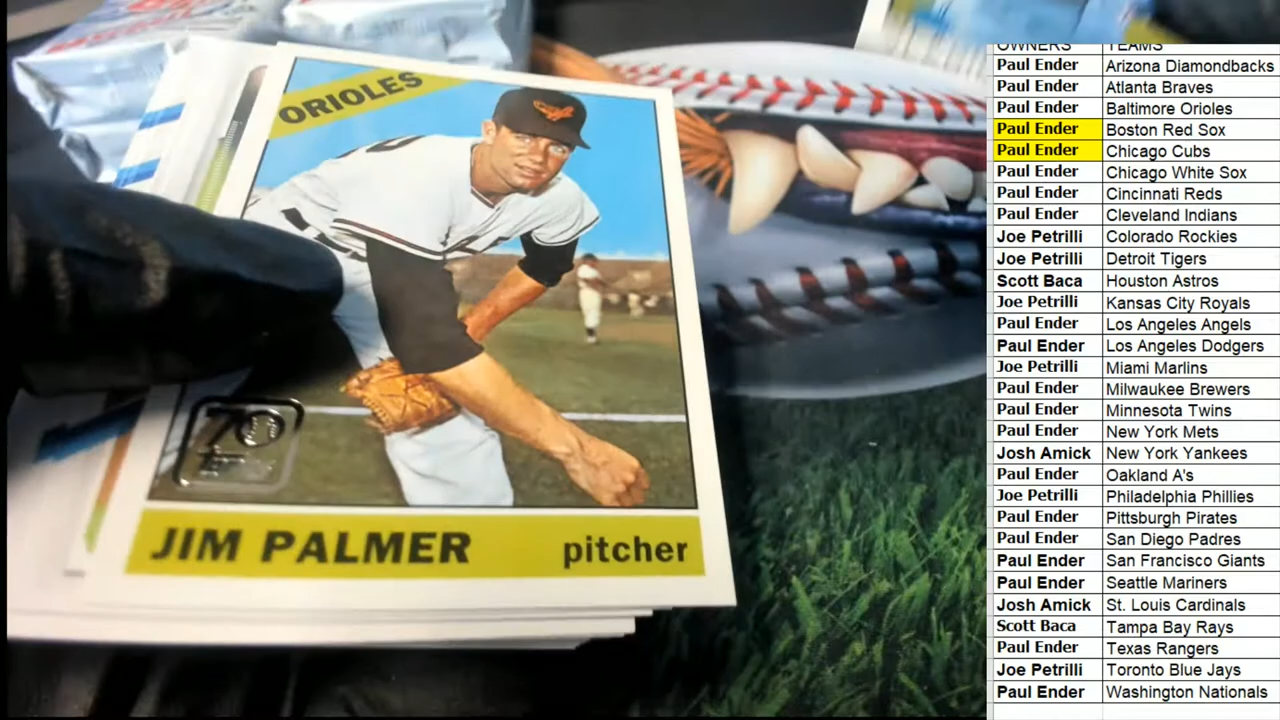 ORIOLES
70
JIM PALMER pitcher
OWNERS TEAMS
Paul Ender Arizona Diamondbacks
Paul Ender Atlanta Braves
Paul Ender Baltimore Orioles
Paul Ender Boston Red Sox
Paul Ender Chicago Cubs
Paul Ender Chicago White Sox
Paul Ender Cincinnati Reds
Paul Ender Cleveland Indians
Joe Petrilli Colorado Rockies
Joe Petrilli Detroit Tigers
Scott Baca Houston Astros
Joe Petrilli Kansas City Royals
Paul Ender Los Angeles Angels
Paul Ender Los Angeles Dodgers
Joe Petrilli Miami Marlins
Paul Ender Milwaukee Brewers
Paul Ender Minnesota Twins
Paul Ender New York Mets
Josh Amick New York Yankees
Paul Ender Oakland A's
Joe Petrilli Philadelphia Phillies
Paul Ender Pittsburgh Pirates
Paul Ender San Diego Padres
Paul Ender San Francisco Giants
Paul Ender Seattle Mariners
Josh Amick St. Louis Cardinals
Scott Baca Tampa Bay Rays
Paul Ender Texas Rangers
Joe Petrilli Toronto Blue Jays
Paul Ender Washington Nationals